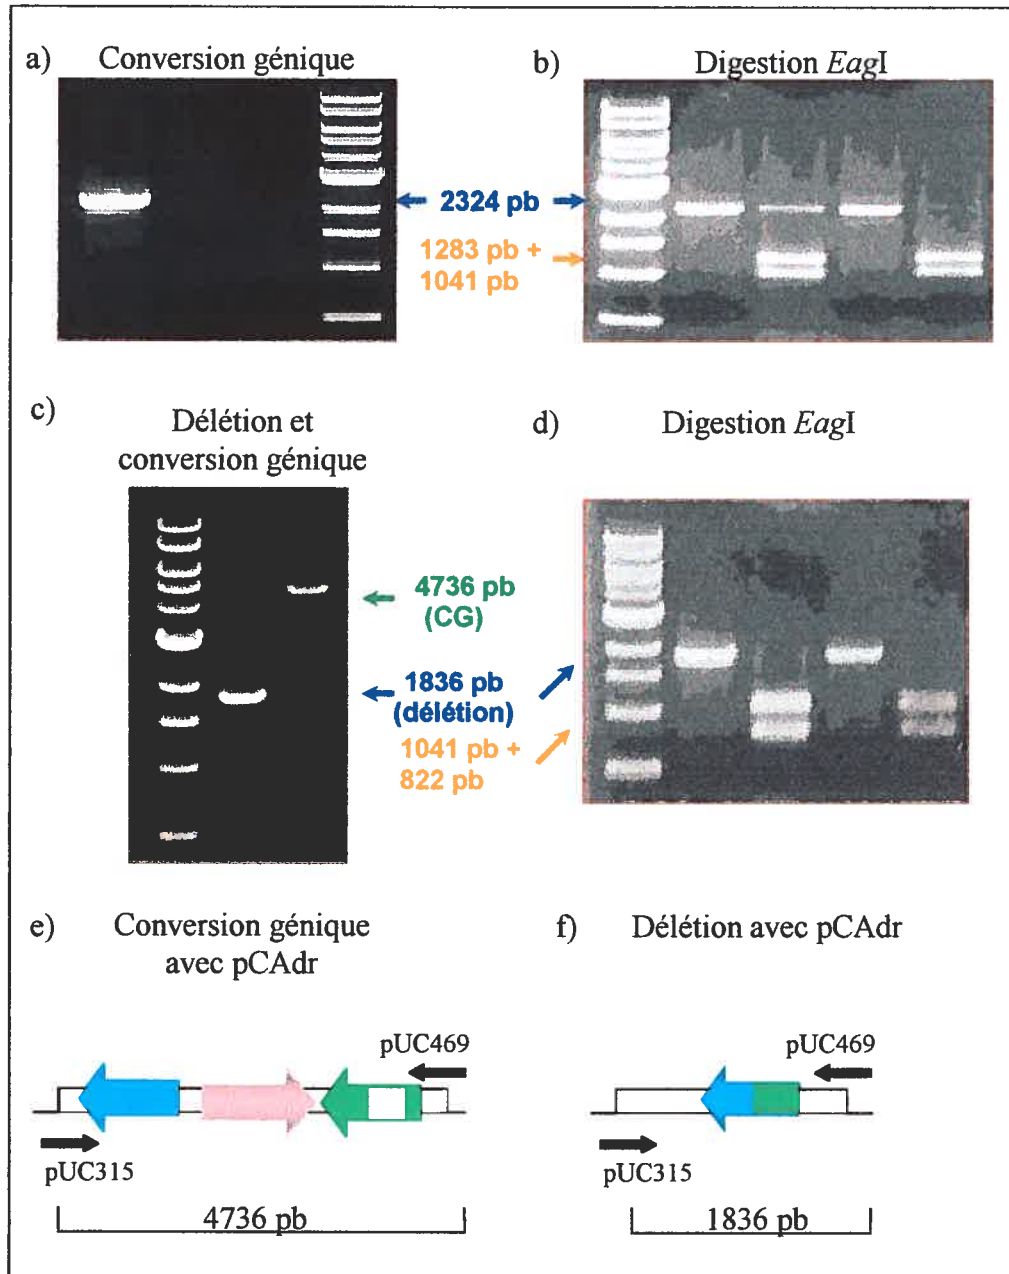 a) Conversion génique
b) Digestion EagI
2324 pb
1283 pb +
1041 pb
c) Délétion et
conversion génique
d) Digestion EagI
4736 pb
(CG)
1836 pb
(délétion)
1041 pb +
822 pb
e) Conversion génique
avec pCAdr
f) Délétion avec pCAdr
pUC469
pUC315
4736 pb
pUC469
pUC315
1836 pb